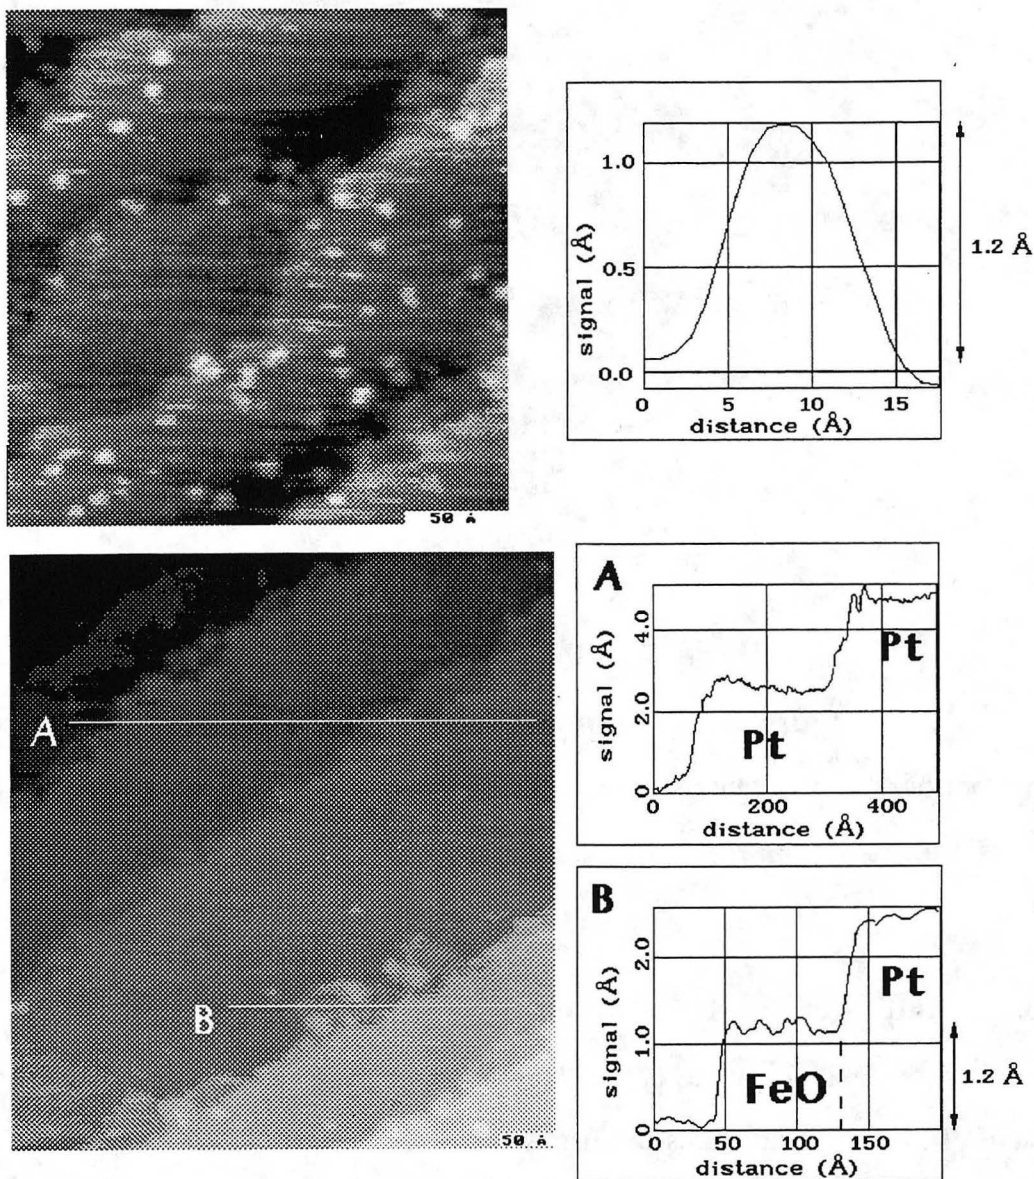 50 Å
1.0
0.5
0.0
signal (Å)
0 5 10 15
distance (Å)
1.2 Å
A
B
50 Å
A
4.0
2.0
0
signal (Å)
Pt
Pt
0 200 400
distance (Å)
B
2.0
1.0
0
signal (Å)
Pt
FeO
0 50 100 150
distance (Å)
1.2 Å